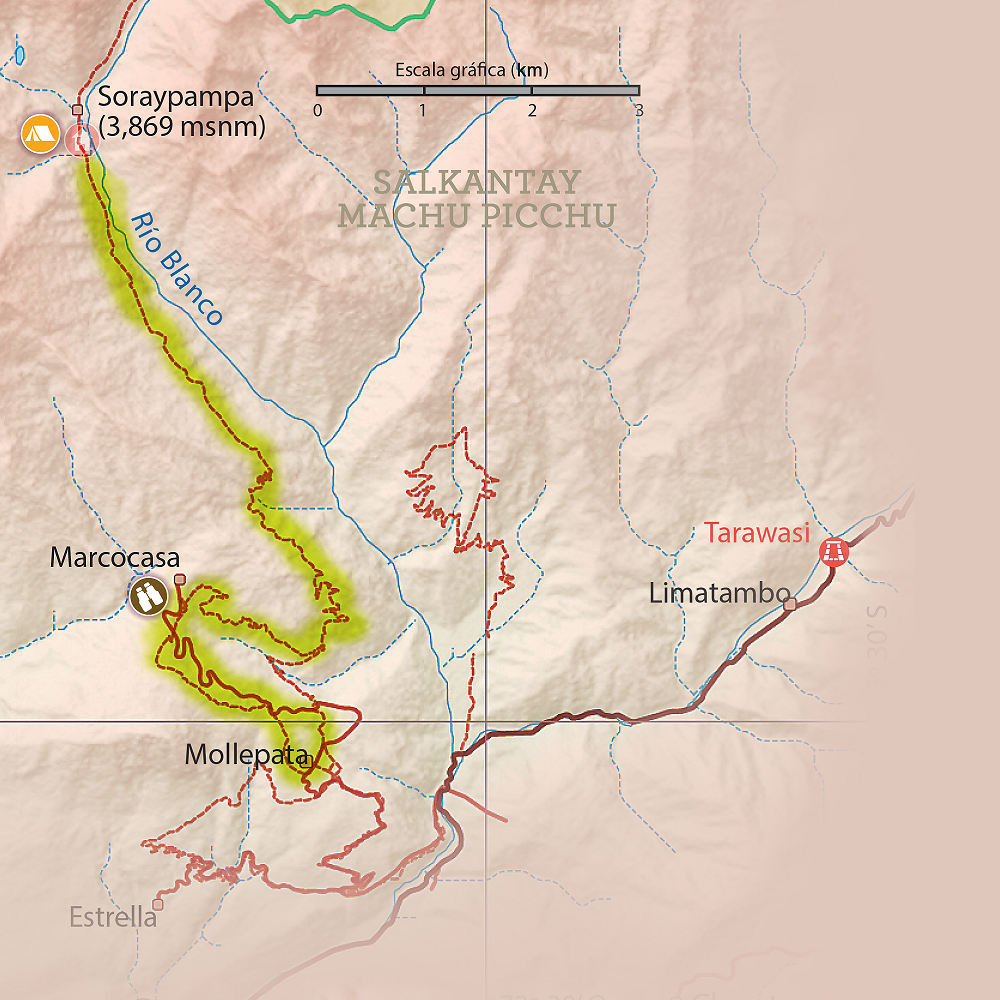 Escala gráfica (km)
0 1 2 3
Soraypampa
(3,869 msnm)
SALKANTAY
MACHU PICCHU
Río Blanco
Tarawasi
Marcocasa
Limatambo
30' S
Mollepata
Estrella